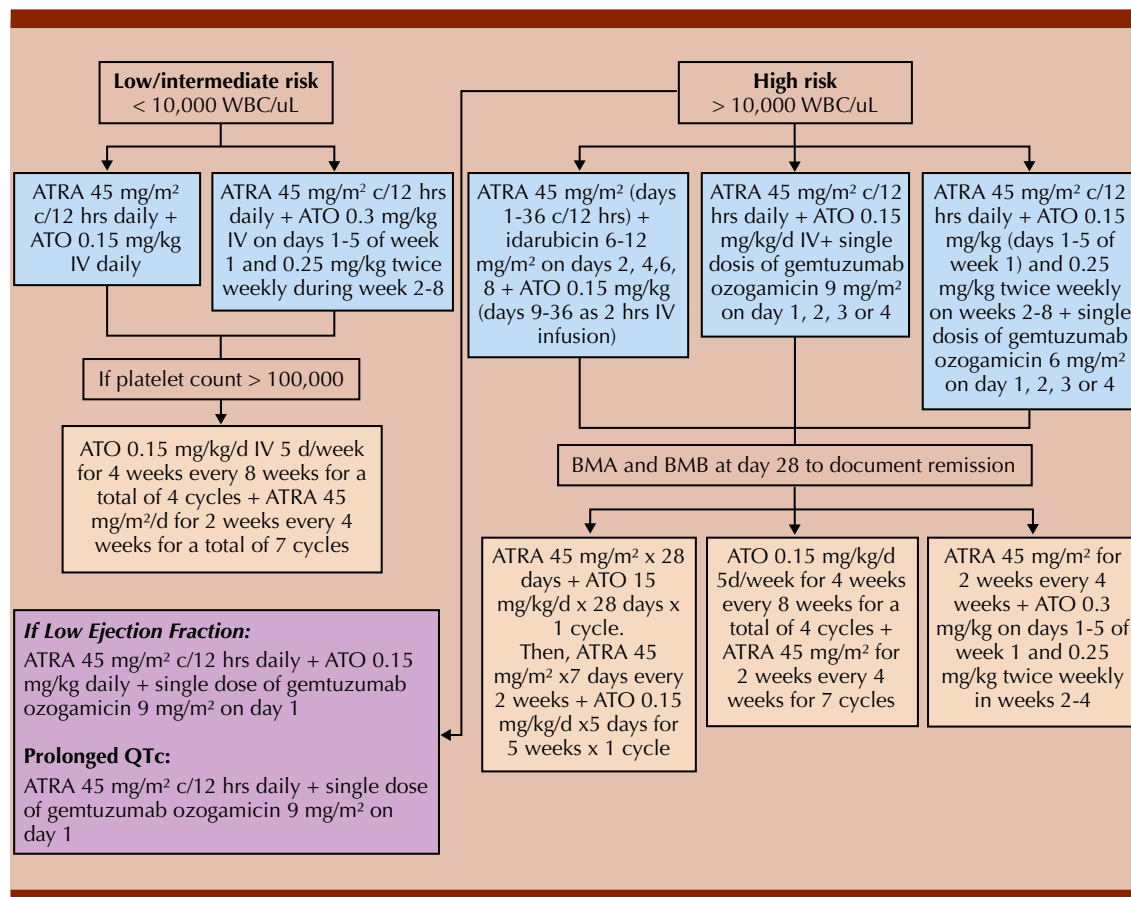 Low/intermediate risk
< 10,000 WBC/uL
High risk
> 10,000 WBC/uL
ATRA 45 mg/m²
c/12 hrs daily +
ATO 0.15 mg/kg
IV daily
ATRA 45 mg/m² c/12 hrs
daily + ATO 0.3 mg/kg
IV on days 1-5 of week
1 and 0.25 mg/kg twice
weekly during week 2-8
ATRA 45 mg/m² (days
1-36 c/12 hrs) +
idarubicin 6-12
mg/m² on days 2, 4,6,
8 + ATO 0.15 mg/kg
(days 9-36 as 2 hrs IV
infusion)
ATRA 45 mg/m² c/12
hrs daily + ATO 0.15
mg/kg/d IV+ single
dosis of gemtuzumab
ozogamicin 9 mg/m²
on day 1, 2, 3 or 4
ATRA 45 mg/m² c/12
hrs daily + ATO 0.15
mg/kg (days 1-5 of
week 1) and 0.25
mg/kg twice weekly
on weeks 2-8 + single
dosis of gemtuzumab
ozogamicin 6 mg/m²
on day 1, 2, 3 or 4
If platelet count > 100,000
ATO 0.15 mg/kg/d IV 5 d/week
for 4 weeks every 8 weeks for a
total of 4 cycles + ATRA 45
mg/m²/d for 2 weeks every 4
weeks for a total of 7 cycles
BMA and BMB at day 28 to document remission
ATRA 45 mg/m² x 28
days + ATO 15
mg/kg/d x 28 days x
1 cycle.
Then, ATRA 45
mg/m² x7 days every
2 weeks + ATO 0.15
mg/kg/d x5 days for
5 weeks x 1 cycle
ATO 0.15 mg/kg/d
5d/week for 4 weeks
every 8 weeks for a
total of 4 cycles +
ATRA 45 mg/m² for
2 weeks every 4
weeks for 7 cycles
ATRA 45 mg/m² for
2 weeks every 4
weeks + ATO 0.3
mg/kg on days 1-5 of
week 1 and 0.25
mg/kg twice weekly
in weeks 2-4
If Low Ejection Fraction:
ATRA 45 mg/m² c/12 hrs daily + ATO 0.15
mg/kg daily + single dose of gemtuzumab
ozogamicin 9 mg/m² on day 1
Prolonged QTc:
ATRA 45 mg/m² c/12 hrs daily + single dose
of gemtuzumab ozogamicin 9 mg/m² on
day 1